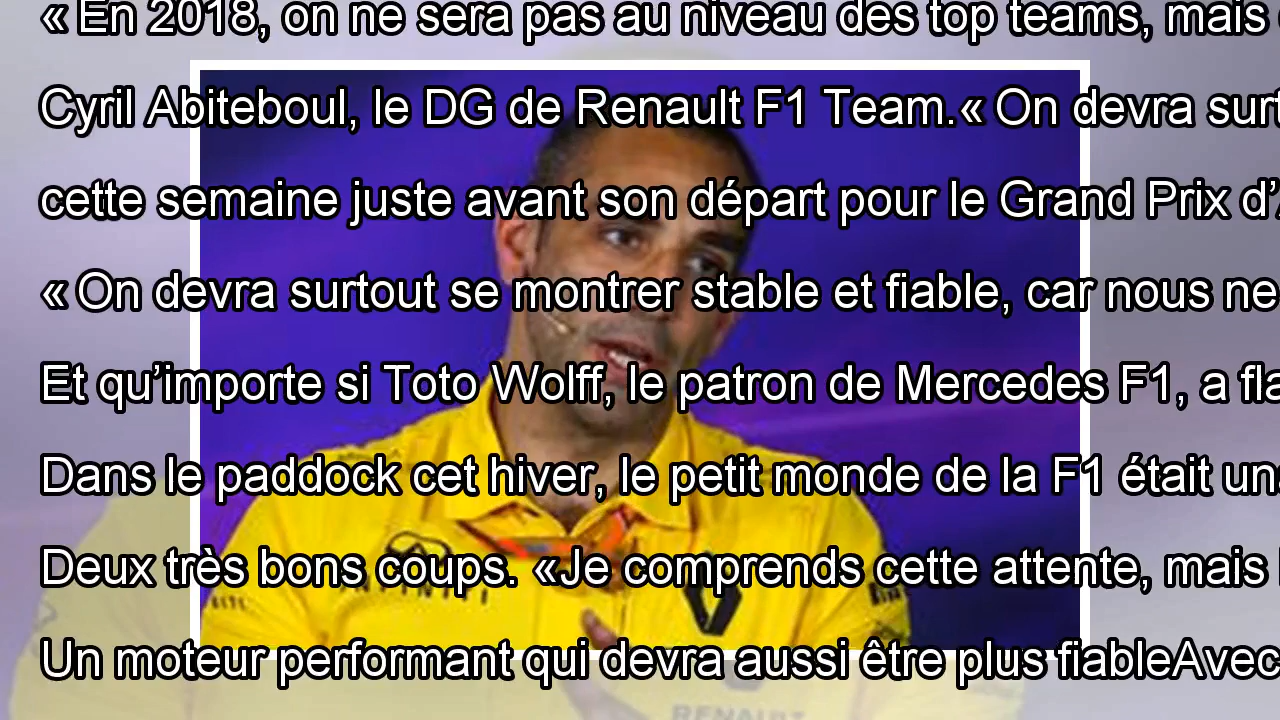 « En 2018, on ne sera pas au niveau des top teams, mais
Cyril Abiteboul, le DG de Renault F1 Team.« On devra surt
cette semaine juste avant son départ pour le Grand Prix d’
« On devra surtout se montrer stable et fiable, car nous ne
Et qu’importe si Toto Wolff, le patron de Mercedes F1, a fla
Dans le paddock cet hiver, le petit monde de la F1 était un
Deux très bons coups. «Je comprends cette attente, mais
Un moteur performant qui devra aussi être plus fiableAvec
INFINITI
RENAULT